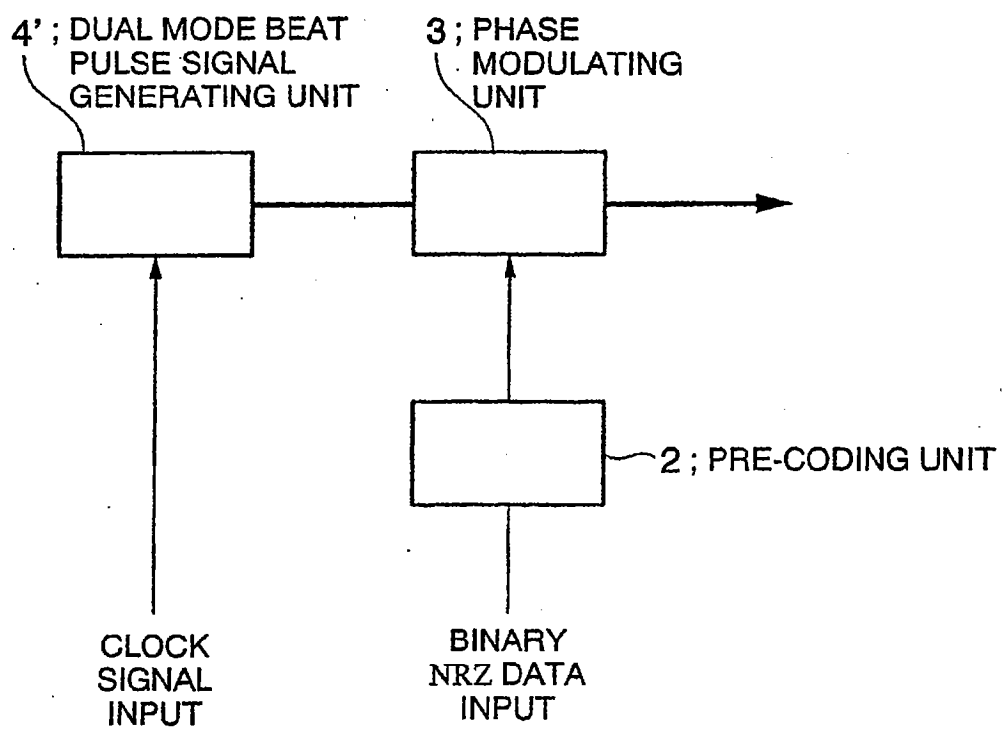 4' ; DUAL MODE BEAT
PULSE SIGNAL
GENERATING UNIT
3 ; PHASE
MODULATING
UNIT
2 ; PRE-CODING UNIT
CLOCK
SIGNAL
INPUT
BINARY
NRZ DATA
INPUT